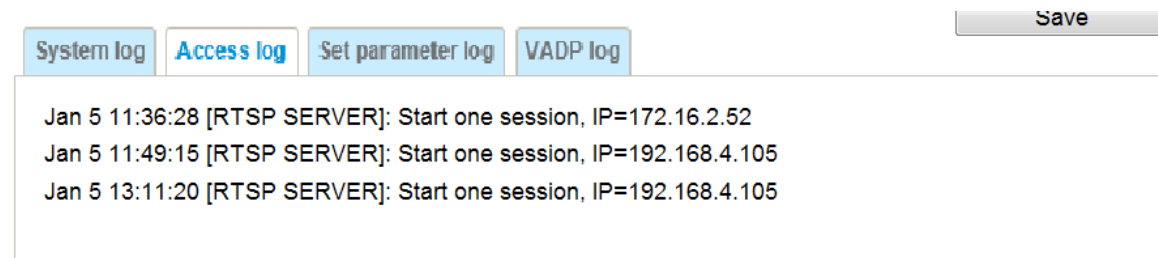 Save
System log Access log Set parameter log VADP log
Jan 5 11:36:28 [RTSP SERVER]: Start one session, IP=172.16.2.52
Jan 5 11:49:15 [RTSP SERVER]: Start one session, IP=192.168.4.105
Jan 5 13:11:20 [RTSP SERVER]: Start one session, IP=192.168.4.105